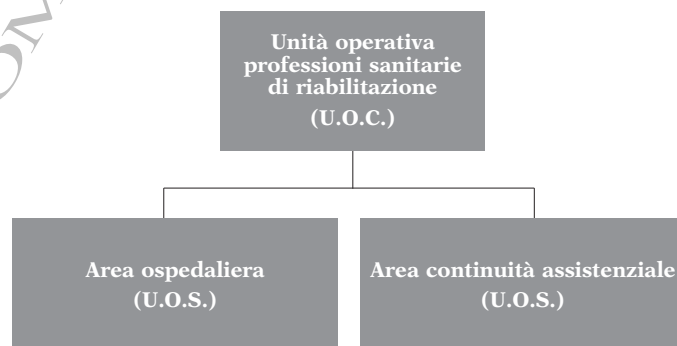 Unità operativa
professioni sanitarie
di riabilitazione
(U.O.C.)
Area ospedaliera
(U.O.S.)
Area continuità assistenziale
(U.O.S.)